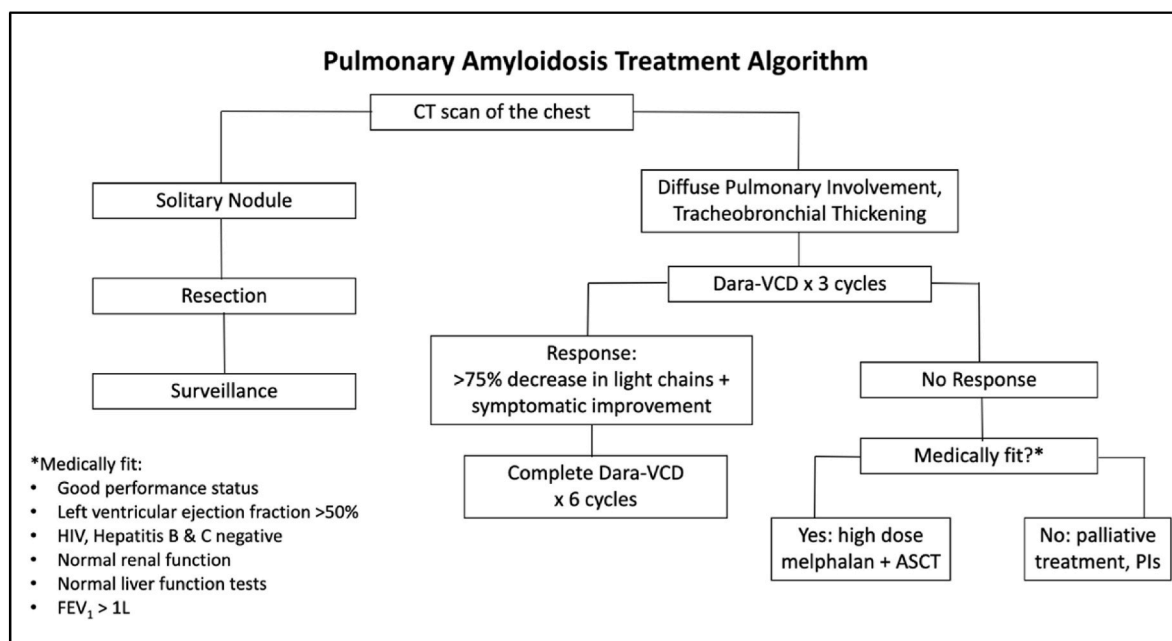 Pulmonary Amyloidosis Treatment Algorithm
CT scan of the chest
Solitary Nodule
Resection
Surveillance
Diffuse Pulmonary Involvement,
Tracheobronchial Thickening
Dara-VCD x 3 cycles
Response:
>75% decrease in light chains +
symptomatic improvement
Complete Dara-VCD
x 6 cycles
No Response
Medically fit?*
Yes: high dose
melphalan + ASCT
No: palliative
treatment, PIs
*Medically fit:
• Good performance status
• Left ventricular ejection fraction >50%
• HIV, Hepatitis B & C negative
• Normal renal function
• Normal liver function tests
• FEV₁ > 1L